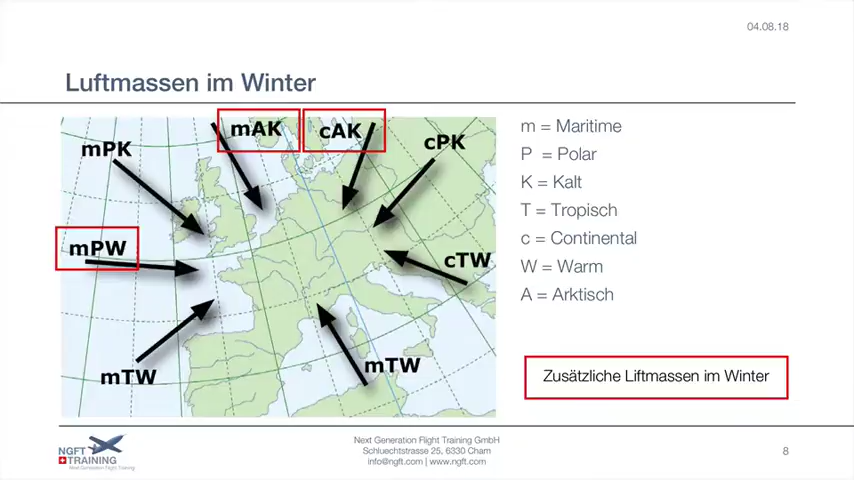 04.08.18
Luftmassen im Winter
mAK
cAK
mPK
cPK
mPW
cTW
mTW
mTW
m = Maritime
P = Polar
K = Kalt
T = Tropisch
c = Continental
W = Warm
A = Arktisch
Zusätzliche Liftmassen im Winter
NGFT
TRAINING
Next Generation Flight Training
Next Generation Flight Training GmbH
Schluechtstrasse 25, 6330 Cham
info@ngft.com | www.ngft.com
8